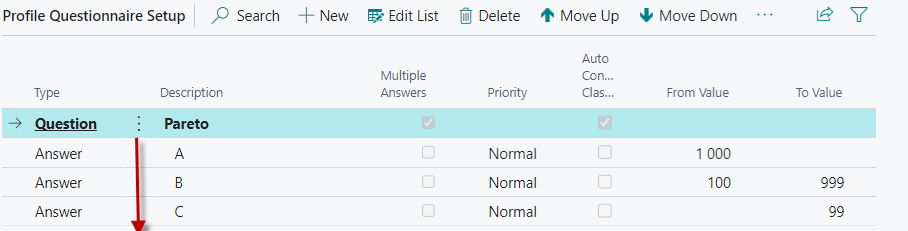 Profile Questionnaire Setup Search New Edit List Delete Move Up Move Down
Auto
Multiple Con...
Type Description Answers Priority Clas... From Value To Value
Question Pareto
Answer A Normal 1 000
Answer B Normal 100 999
Answer C Normal 99